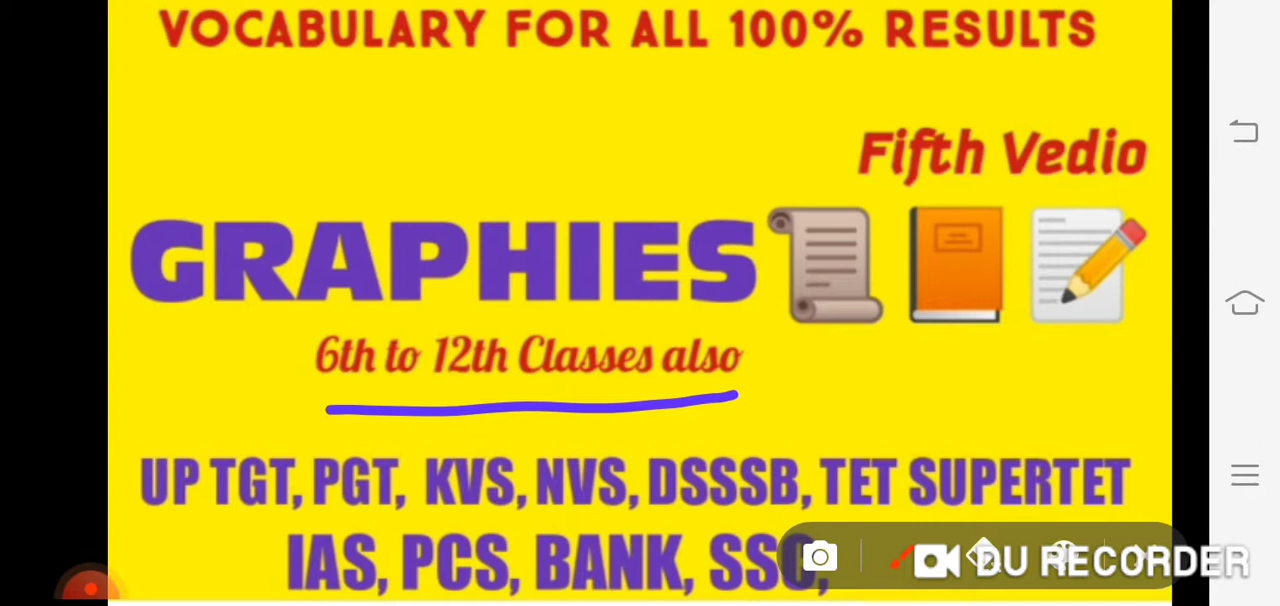 VOCABULARY FOR ALL 100% RESULTS
Fifth Vedio
GRAPHIES
6th to 12th Classes also
UP TGT, PGT, KVS, NVS, DSSSB, TET SUPERTET
IAS, PCS, BANK, SSC,
DU RECORDER